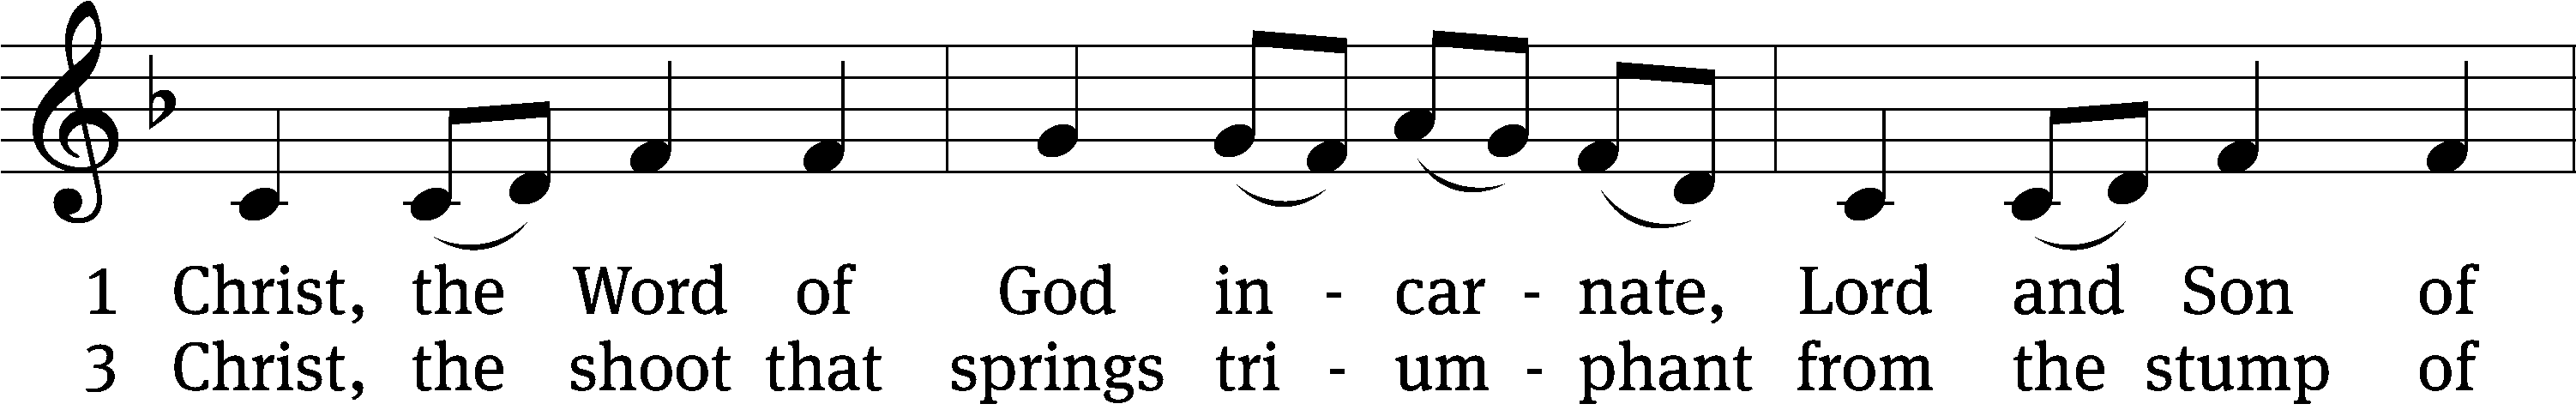 1 Christ, the Word of God in - car - nate, Lord and Son of
3 Christ, the shoot that springs tri - um - phant from the stump of